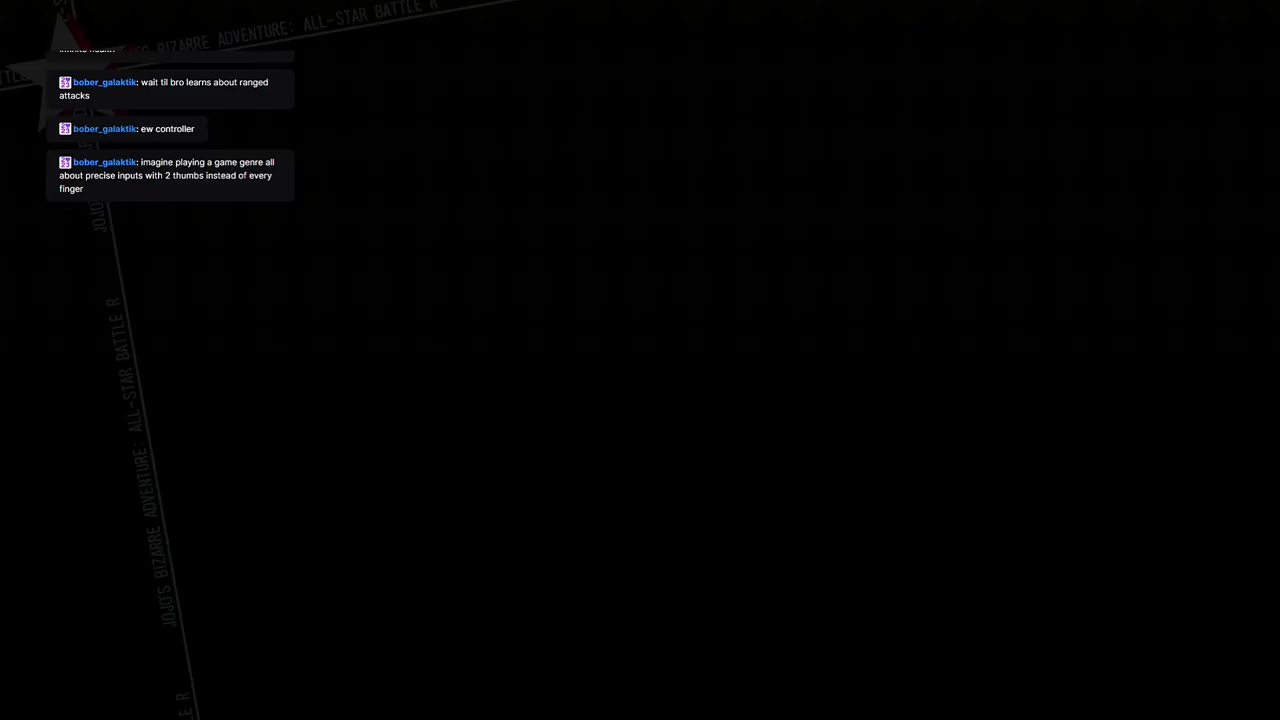 JOJO'S BIZARRE ADVENTURE: ALL-STAR BATTLE R
bober_galaktik: wait til bro learns about ranged
attacks
bober_galaktik: ew controller
bober_galaktik: imagine playing a game genre all
about precise inputs with 2 thumbs instead of every
finger
JOJO'S BIZARRE ADVENTURE: ALL-STAR BATTLE R